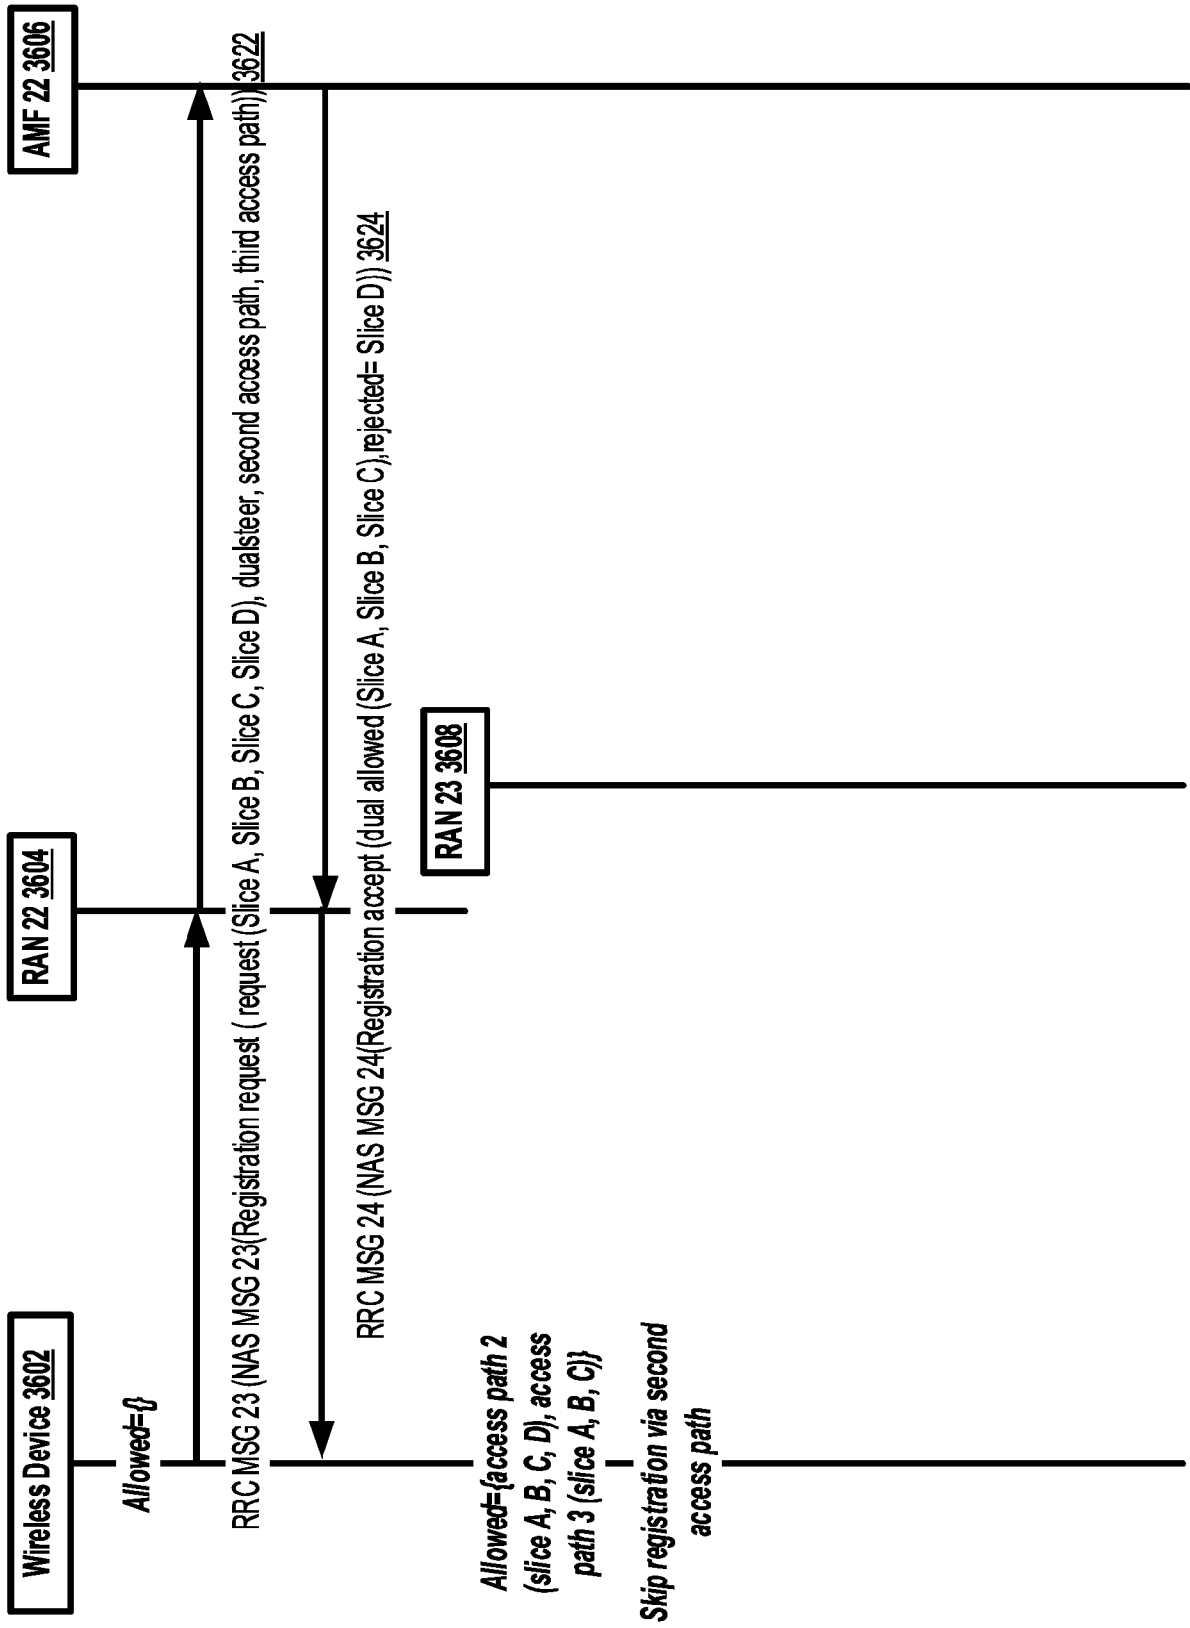 Wireless Device 3602
RAN 22 3604
AMF 22 3606
Allowed={}
RRC MSG 23 (NAS MSG 23(Registration request ( request (Slice A, Slice B, Slice C, Slice D), dualsteer, second access path, third access path)) 3622
RRC MSG 24 (NAS MSG 24(Registration accept (dual allowed (Slice A, Slice B, Slice C),rejected= Slice D)) 3624
RAN 23 3608
Allowed={access path 2
(slice A, B, C, D), access
path 3 (slice A, B, C)}
Skip registration via second
access path